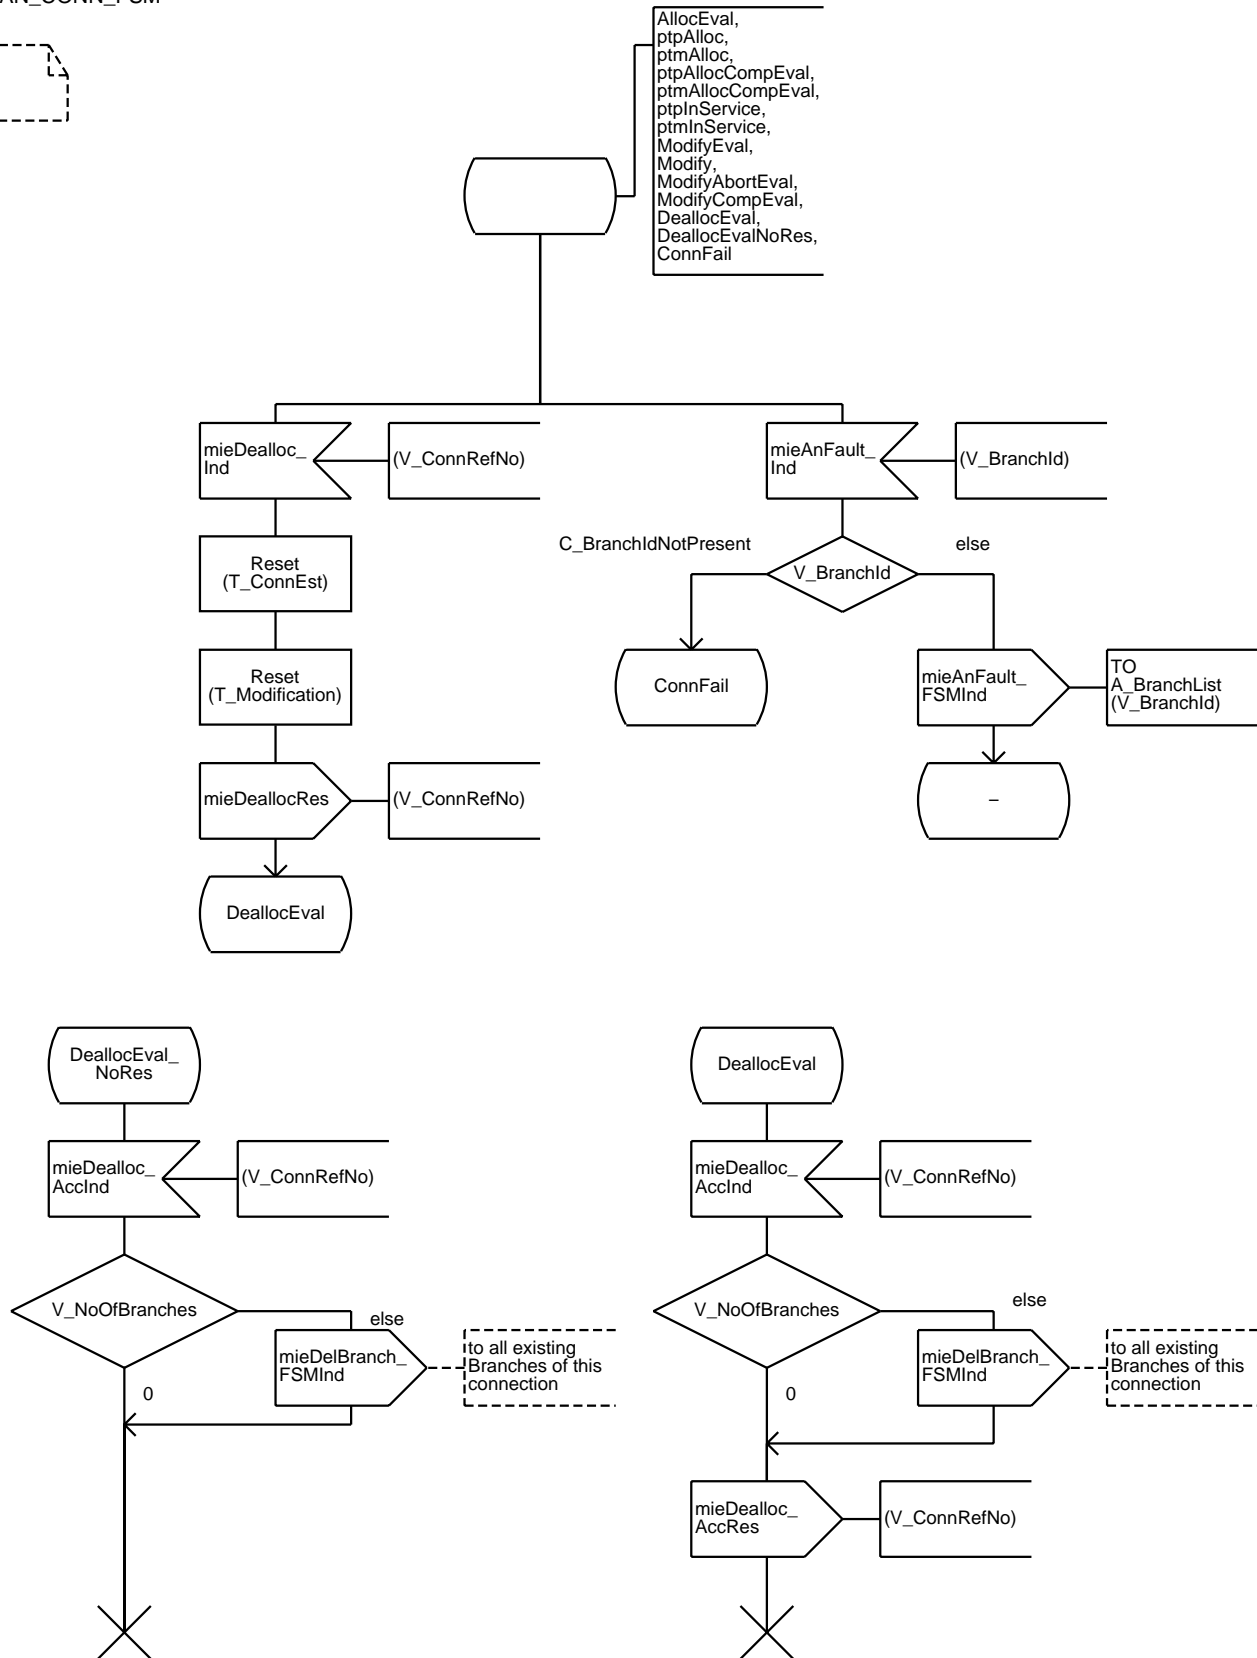 AllocEval,
ptpAlloc,
ptmAlloc,
ptpAllocCompEval,
ptmAllocCompEval,
ptpInService,
ptmInService,
ModifyEval,
Modify,
ModifyAbortEval,
ModifyCompEval,
DeallocEval,
DeallocEvalNoRes,
ConnFail
mieDealloc_
Ind
(V_ConnRefNo)
mieAnFault_
Ind
(V_BranchId)
Reset
(T_ConnEst)
C_BranchIdNotPresent
V_BranchId
else
Reset
(T_Modification)
ConnFail
mieAnFault_
FSMInd
TO
A_BranchList
(V_BranchId)
mieDeallocRes
(V_ConnRefNo)
–
DeallocEval
DeallocEval_
NoRes
DeallocEval
mieDealloc_
AccInd
(V_ConnRefNo)
mieDealloc_
AccInd
(V_ConnRefNo)
V_NoOfBranches
else
mieDelBranch_
FSMInd
to all existing
Branches of this
connection
0
V_NoOfBranches
else
mieDelBranch_
FSMInd
to all existing
Branches of this
connection
0
mieDealloc_
AccRes
(V_ConnRefNo)